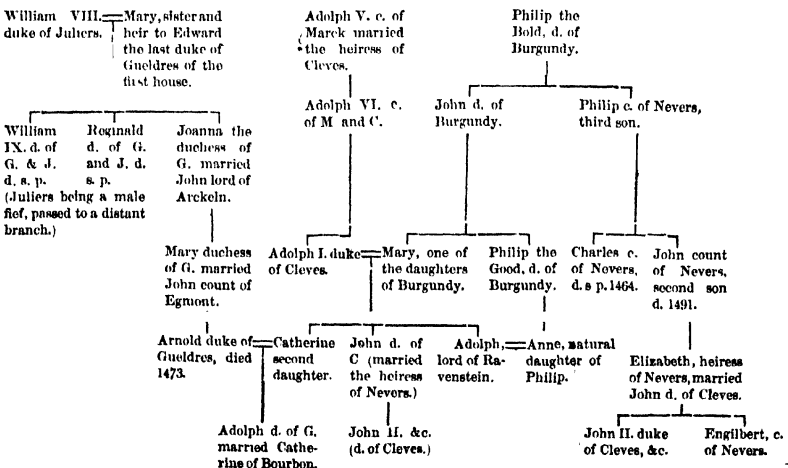 William VIII.
duke of Juliers.
Mary, sister and
heir to Edward
the last duke of
Gueldres of the
first house.
Adolph V. c. of
Marck married
the heiress of
Cleves.
Philip the
Bold, d. of
Burgundy.
Adolph VI. c.
of M and C.
John d. of
Burgundy.
Philip c. of Nevers,
third son.
William
IX. d. of
G. & J.
d. s. p.
(Juliers being a male
fief, passed to a distant
branch.)
Reginald
d. of G.
and J. d.
s. p.
Joanna the
duchess of
G. married
John lord of
Arckeln.
Mary duchess
of G. married
John count of
Egmont.
Adolph I. duke
of Cleves.
Mary, one of
the daughters
of Burgundy.
Philip the
Good, d. of
Burgundy.
Charles c.
of Novers,
d. s p. 1464.
John count
of Nevers,
second son
d. 1491.
Arnold duke of
Gueldres, died
1473.
Catherine
second
daughter.
John d. of
C (married
the heiress
of Nevers.)
Adolph,
lord of Ra-
venstein.
Anne, natural
daughter of
Philip.
Elizabeth, heiress
of Nevers, married
John d. of Cleves.
Adolph d. of G.
married Cathe-
rine of Bourbon.
John II. &c.
(d. of Cleves.)
John II. duke
of Cleves, &c.
Engilbert, c.
of Nevers.